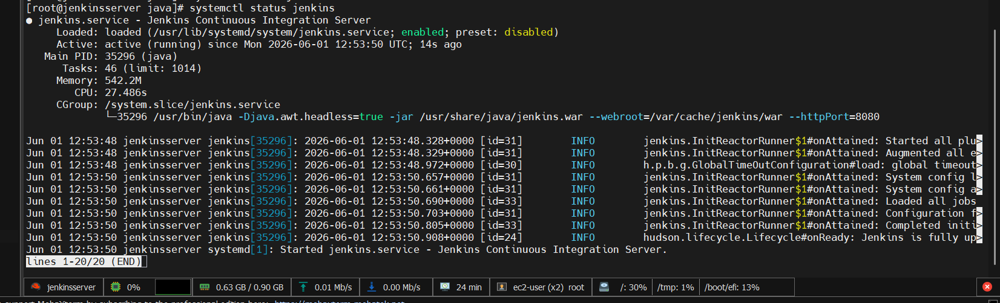 [root@jenkinsserver java]# systemctl status jenkins
● jenkins.service - Jenkins Continuous Integration Server
Loaded: loaded (/usr/lib/systemd/system/jenkins.service; enabled; preset: disabled)
Active: active (running) since Mon 2026-06-01 12:53:50 UTC; 14s ago
Main PID: 35296 (java)
Tasks: 46 (limit: 1014)
Memory: 542.2M
CPU: 27.486s
CGroup: /system.slice/jenkins.service
└─35296 /usr/bin/java -Djava.awt.headless=true -jar /usr/share/java/jenkins.war --webroot=/var/cache/jenkins/war --httpPort=8080
Jun 01 12:53:48 jenkinsserver jenkins[35296]: 2026-06-01 12:53:48.328+0000 [id=31] INFO jenkins.InitReactorRunner$1#onAttained: Started all plu>
Jun 01 12:53:48 jenkinsserver jenkins[35296]: 2026-06-01 12:53:48.329+0000 [id=31] INFO jenkins.InitReactorRunner$1#onAttained: Augmented all e>
Jun 01 12:53:48 jenkinsserver jenkins[35296]: 2026-06-01 12:53:48.972+0000 [id=30] INFO h.p.b.g.GlobalTimeOutConfiguration#load: global timeout>
Jun 01 12:53:50 jenkinsserver jenkins[35296]: 2026-06-01 12:53:50.657+0000 [id=31] INFO jenkins.InitReactorRunner$1#onAttained: System config l>
Jun 01 12:53:50 jenkinsserver jenkins[35296]: 2026-06-01 12:53:50.661+0000 [id=31] INFO jenkins.InitReactorRunner$1#onAttained: System config a>
Jun 01 12:53:50 jenkinsserver jenkins[35296]: 2026-06-01 12:53:50.690+0000 [id=33] INFO jenkins.InitReactorRunner$1#onAttained: Loaded all jobs
Jun 01 12:53:50 jenkinsserver jenkins[35296]: 2026-06-01 12:53:50.703+0000 [id=31] INFO jenkins.InitReactorRunner$1#onAttained: Configuration f>
Jun 01 12:53:50 jenkinsserver jenkins[35296]: 2026-06-01 12:53:50.805+0000 [id=33] INFO jenkins.InitReactorRunner$1#onAttained: Completed initi>
Jun 01 12:53:50 jenkinsserver jenkins[35296]: 2026-06-01 12:53:50.908+0000 [id=24] INFO hudson.lifecycle.Lifecycle#onReady: Jenkins is fully up>
Jun 01 12:53:50 jenkinsserver systemd[1]: Started jenkins.service - Jenkins Continuous Integration Server.
lines 1-20/20 (END)
jenkinsserver 0% 0.63 GB / 0.90 GB 0.01 Mb/s 0.00 Mb/s 24 min ec2-user (x2) root /: 30% /tmp: 1% /boot/efi: 13%